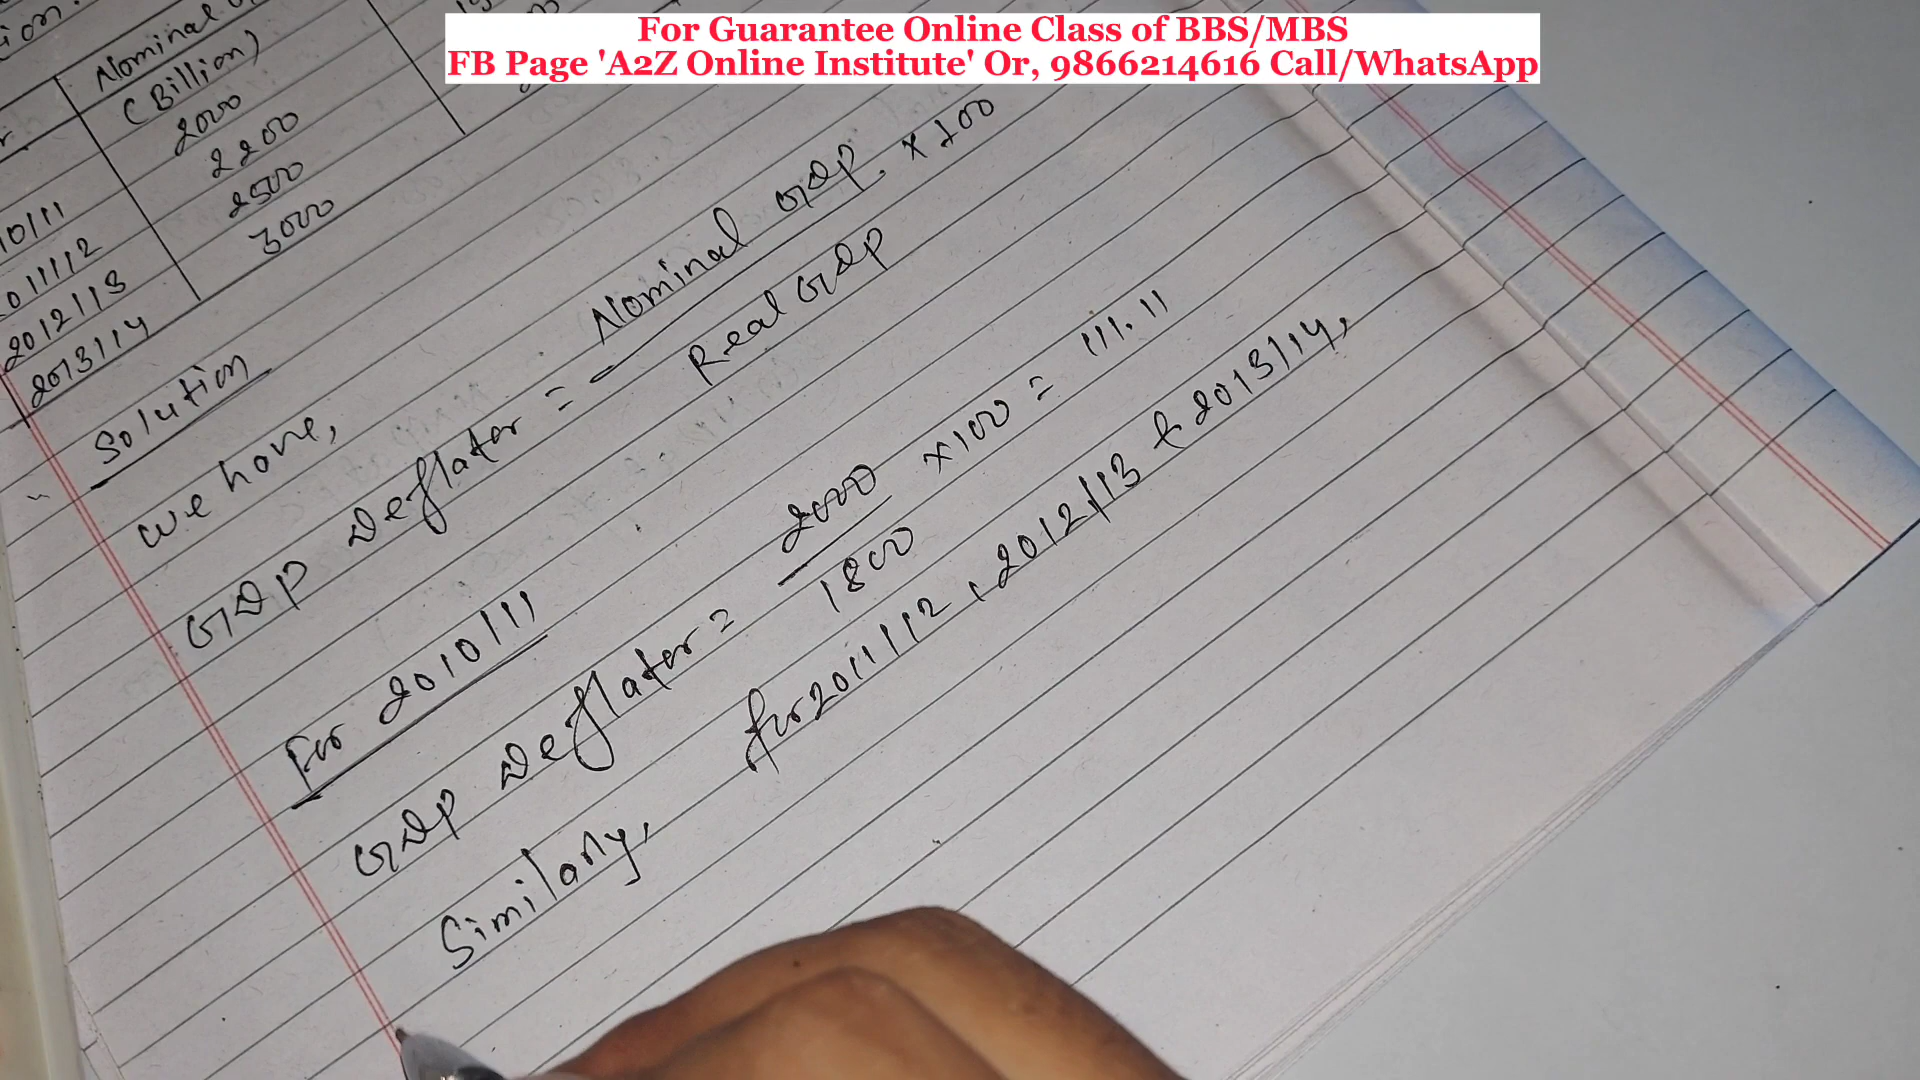 For Guarantee Online Class of BBS/MBS
FB Page 'A2Z Online Institute' Or, 9866214616 Call/WhatsApp
Nominal
(Billion)
10/11 2000
011/12 2200
2012/13 2500
2013/14 3000
Solution
we have,
GDP Deflator = Nominal GDP × 100
Real GDP
For 2010/11
GDP Deflator = 2000 ×100 = 111.11
1800
Similarly, for 2011/12, 2012/13 & 2013/14,